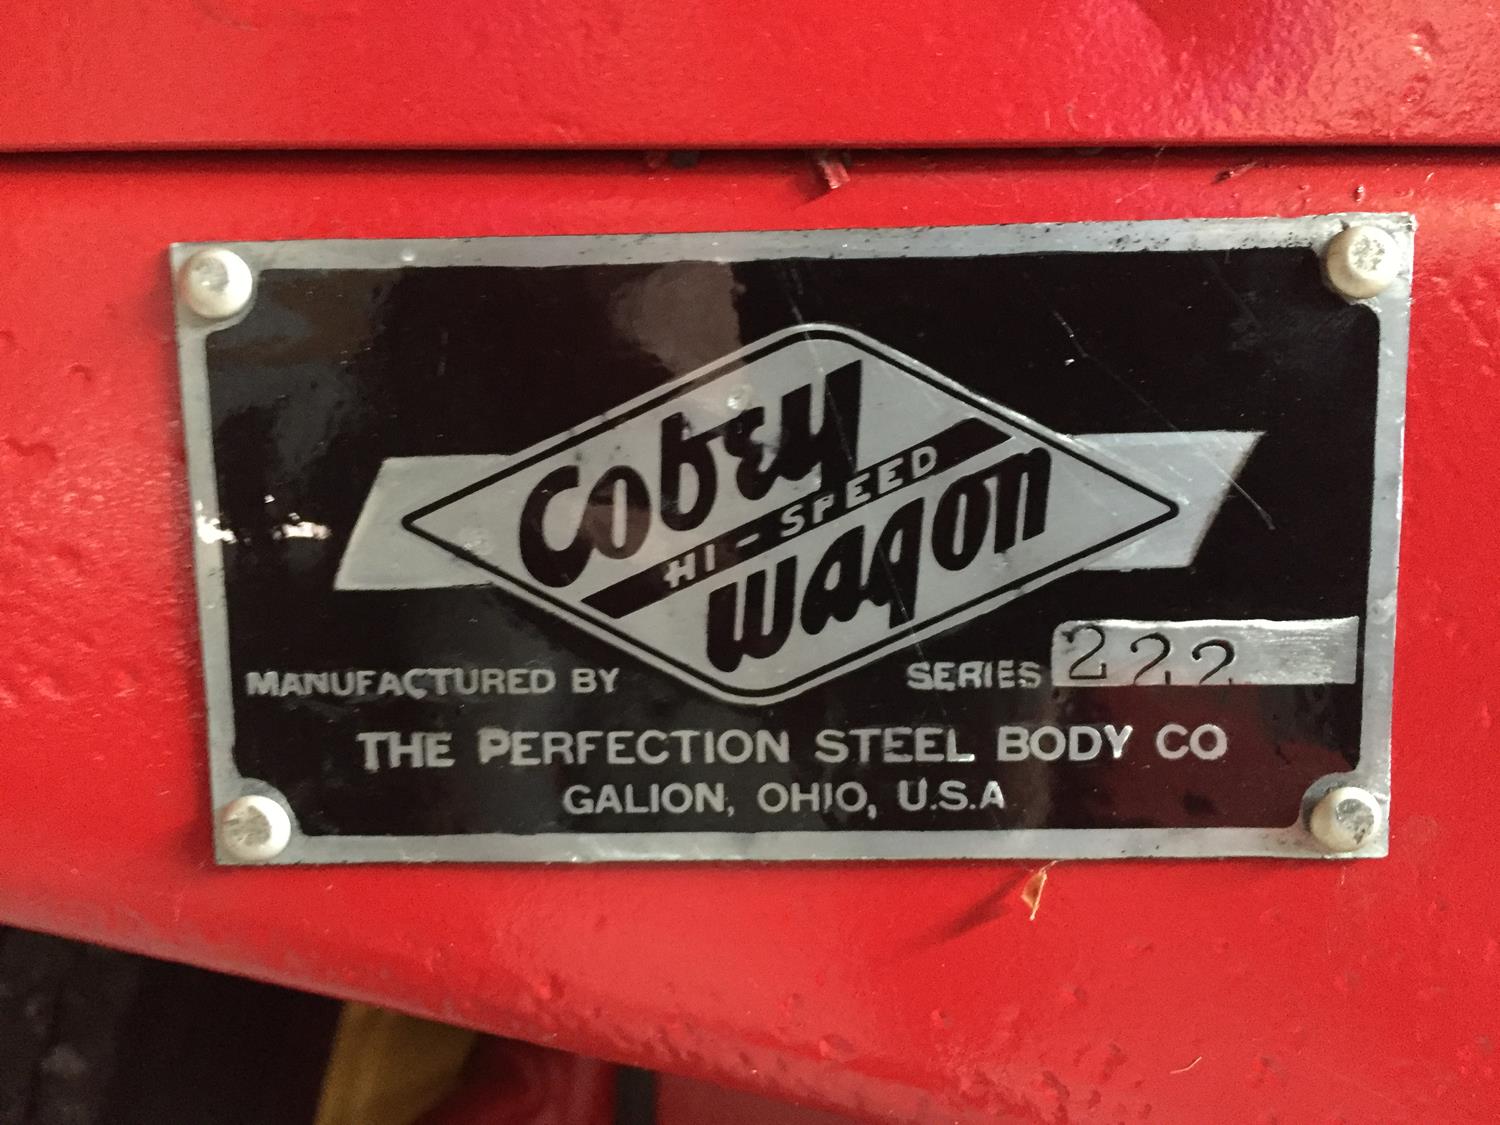 Cobey
HI-SPEED
wagon
MANUFACTURED BY
SERIES 222
THE PERFECTION STEEL BODY CO
GALION, OHIO, U.S.A